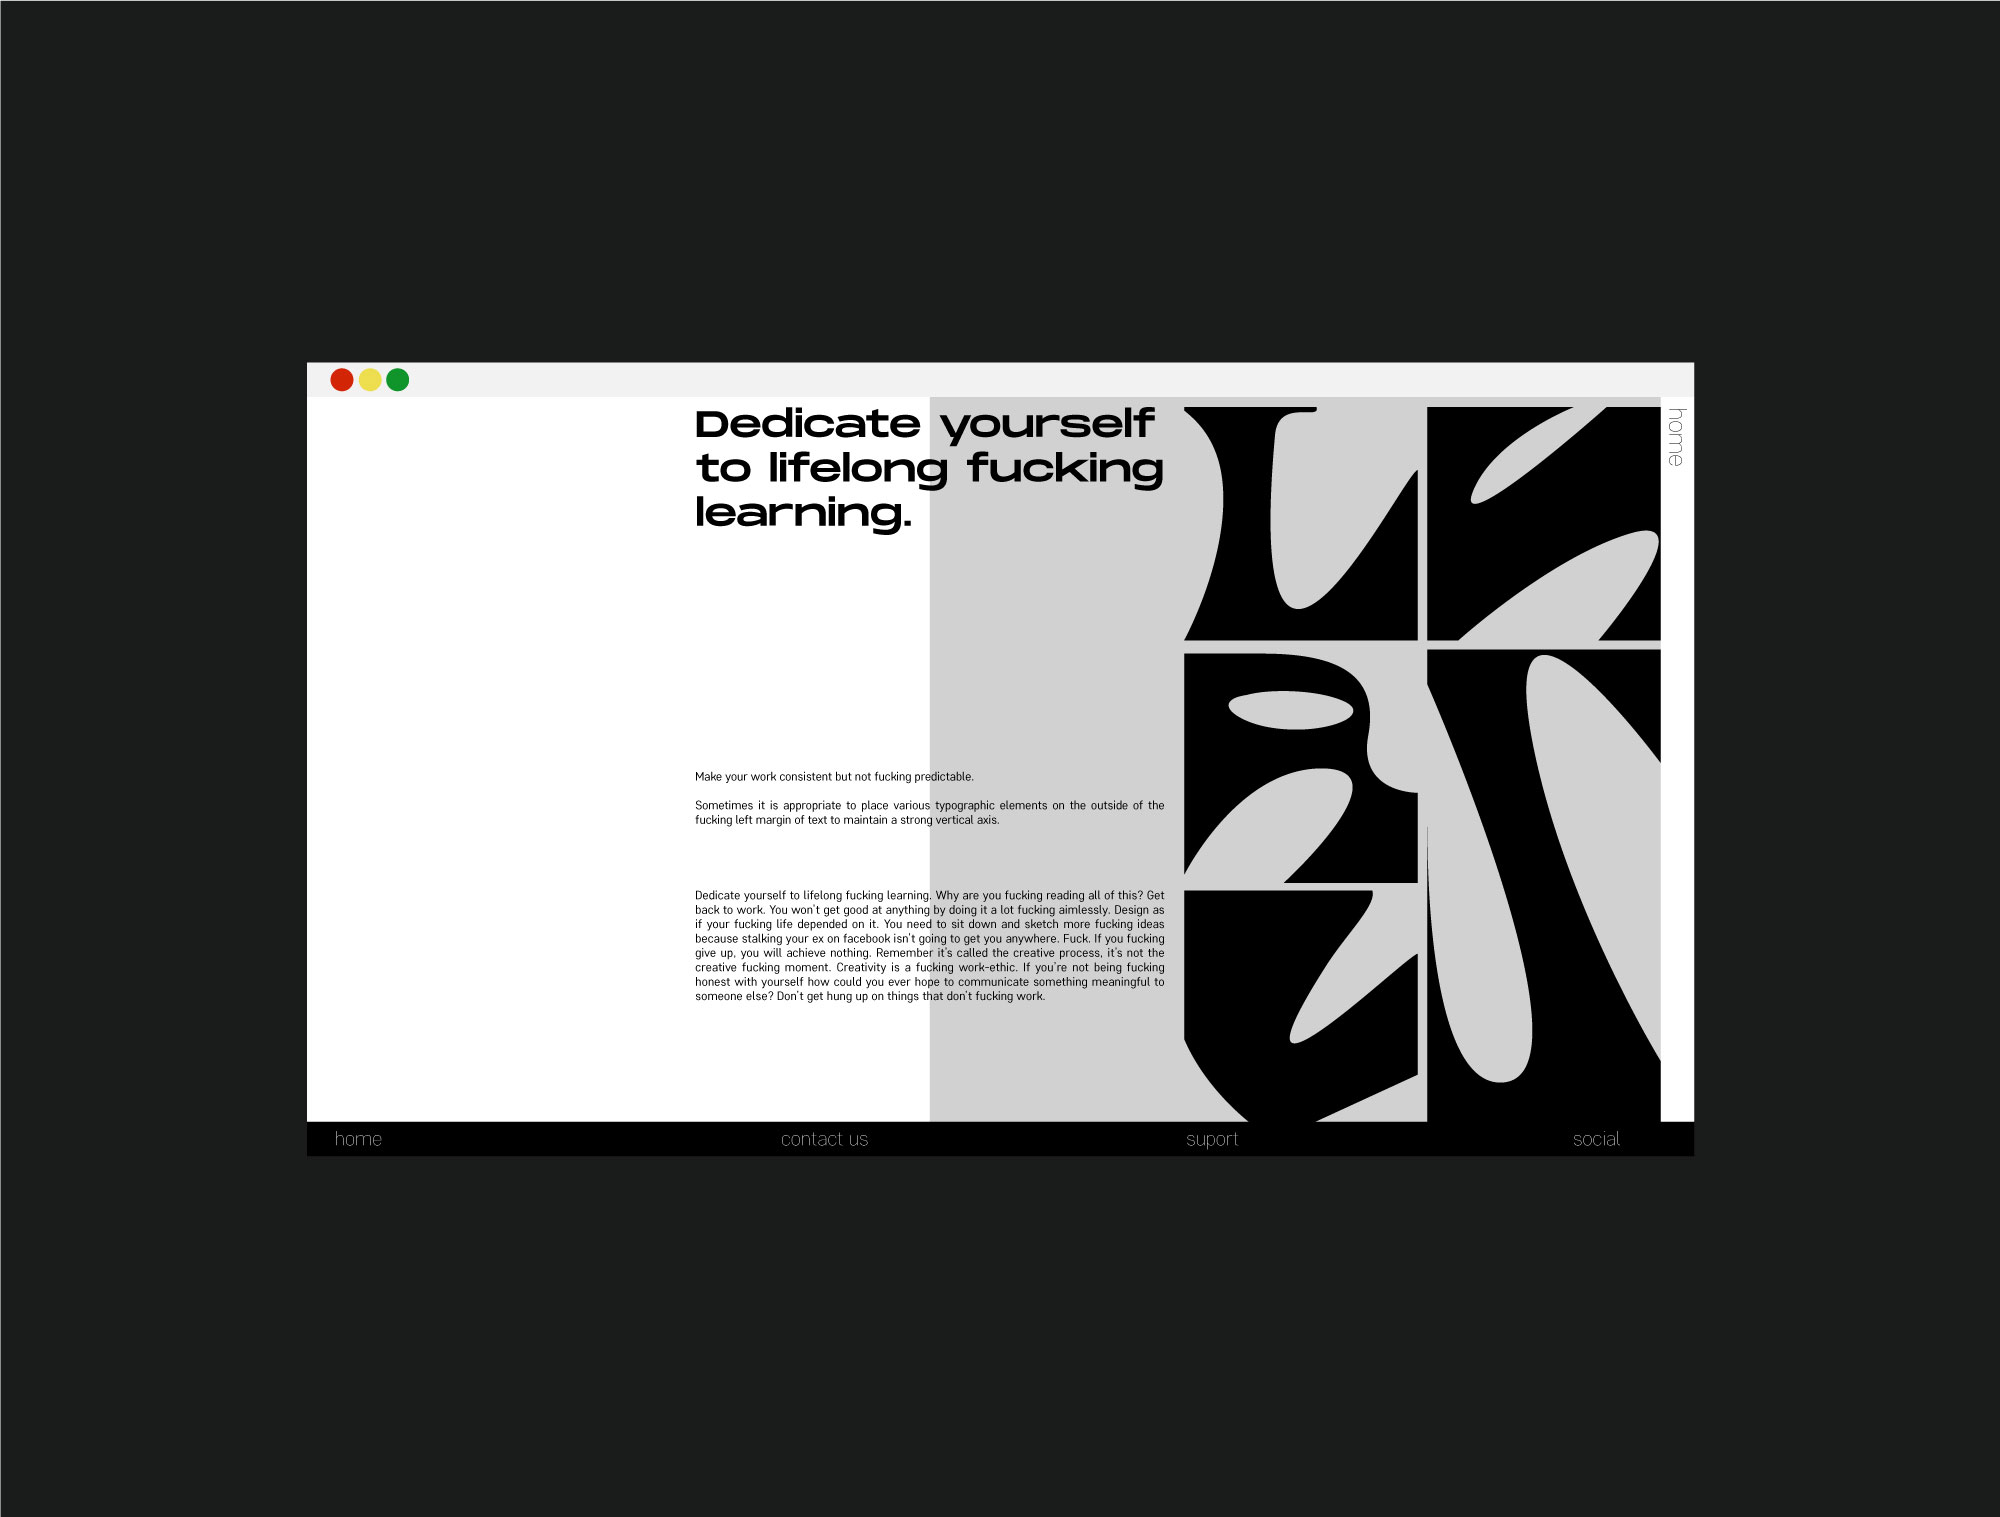 Dedicate yourself
to lifelong fucking
learning.
home
Make your work consistent but not fucking predictable.
Sometimes it is appropriate to place various typographic elements on the outside of the
fucking left margin of text to maintain a strong vertical axis.
Dedicate yourself to lifelong fucking learning. Why are you fucking reading all of this? Get
back to work. You won't get good at anything by doing it a lot fucking aimlessly. Design as
if your fucking life depended on it. You need to sit down and sketch more fucking ideas
because stalking your ex on facebook isn't going to get you anywhere. Fuck. If you fucking
give up, you will achieve nothing. Remember it's called the creative process, it's not the
creative fucking moment. Creativity is a fucking work-ethic. If you're not being fucking
honest with yourself how could you ever hope to communicate something meaningful to
someone else? Don't get hung up on things that don't fucking work.
home
contact us
suport
social